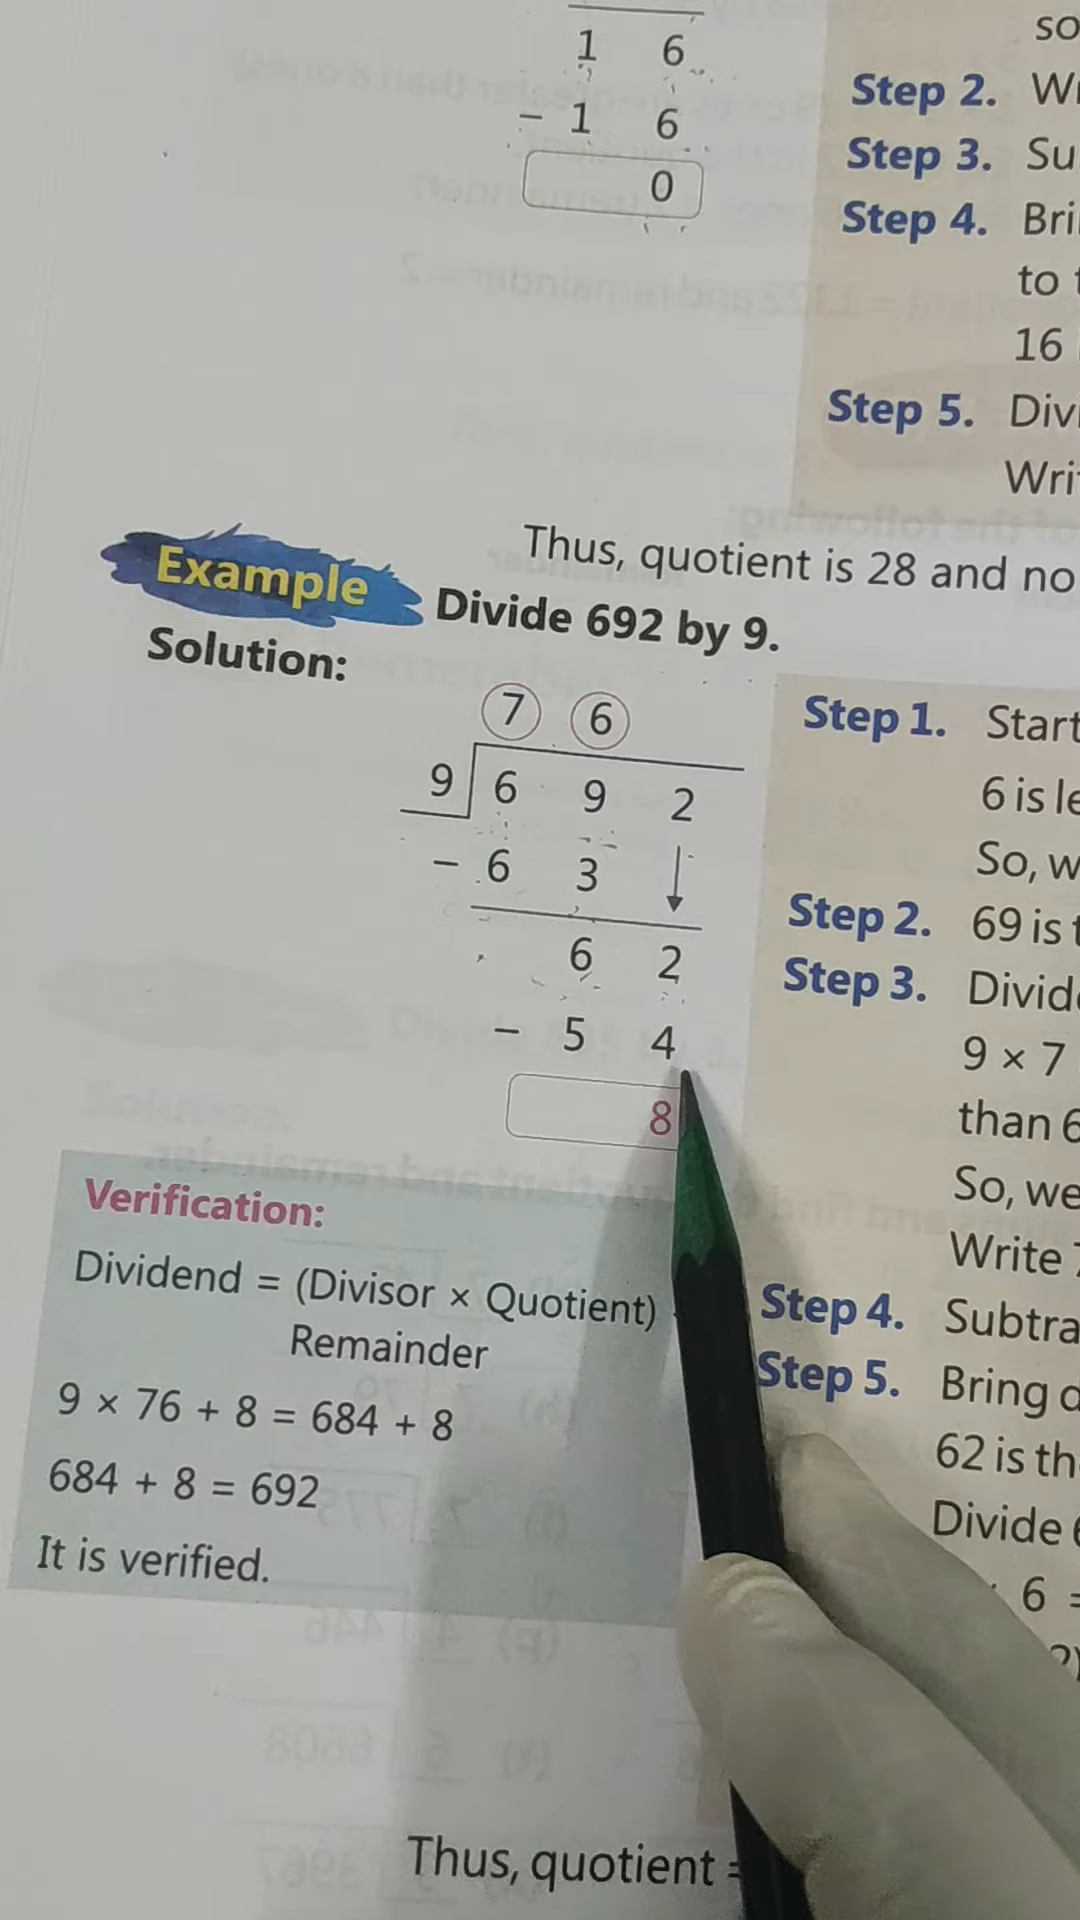 1 6
- 1 6
0
so
Step 2.
Step 3. Su
Step 4. Bri
to
16
Step 5. Divi
Wri
Thus, quotient is 28 and no
Example Divide 692 by 9.
Solution:
7 6
9 6 9 2
- 6 3
6 2
- 5 4
8
Step 1. Start
6 is le
So, w
Step 2. 69 is
Step 3. Divide
9 × 7
than 6
So, we
Write 7
Step 4. Subtra
Step 5. Bring d
62 is th
Divide 6
6 =
Verification:
Dividend = (Divisor × Quotient)
Remainder
9 × 76 + 8 = 684 + 8
684 + 8 = 692
It is verified.
Thus, quotient =